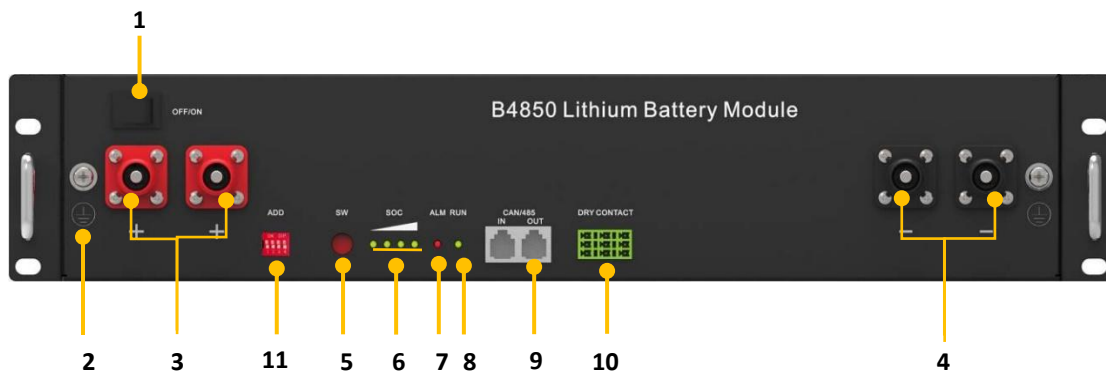 1
OFF/ON
B4850 Lithium Battery Module
ADD
SW
SOC
ALM RUN
CAN/485
IN OUT
DRY CONTACT
+ +
− −
2
3
11
5
6
7
8
9
10
4